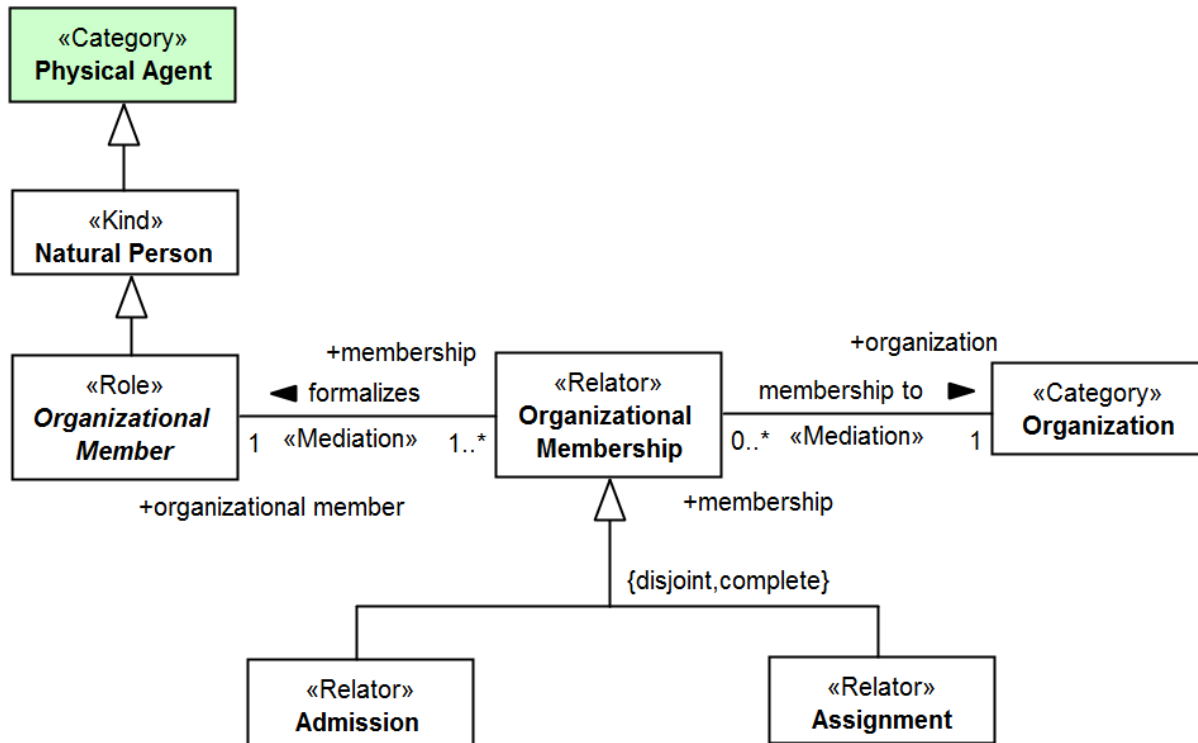 «Category»
Physical Agent
«Kind»
Natural Person
+membership
+organization
«Role»
Organizational
Member
◄ formalizes
«Mediation»
1
1..*
+organizational member
«Relator»
Organizational
Membership
membership to ►
0..*
«Mediation»
1
«Category»
Organization
+membership
{disjoint,complete}
«Relator»
Admission
«Relator»
Assignment